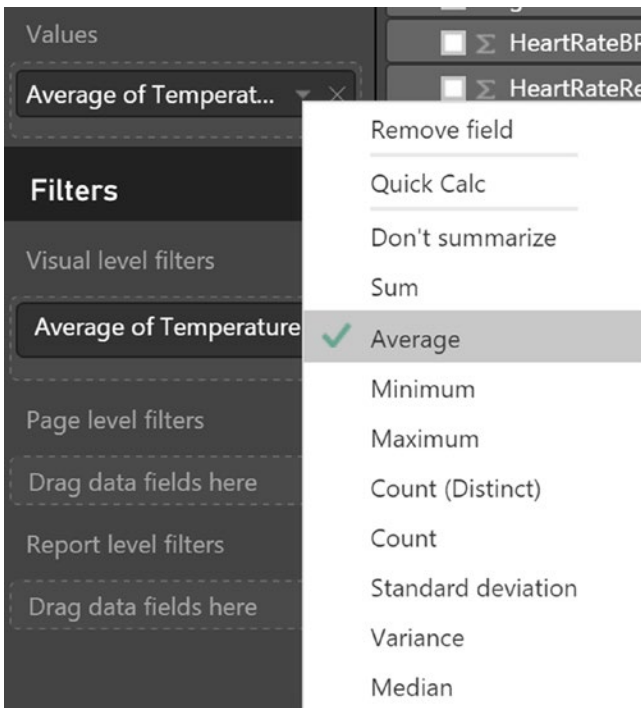 Values
Average of Temperat...
Filters
Visual level filters
Average of Temperature
Page level filters
Drag data fields here
Report level filters
Drag data fields here
Σ HeartRateBP
Σ HeartRateRe
Remove field
Quick Calc
Don't summarize
Sum
Average
Minimum
Maximum
Count (Distinct)
Count
Standard deviation
Variance
Median